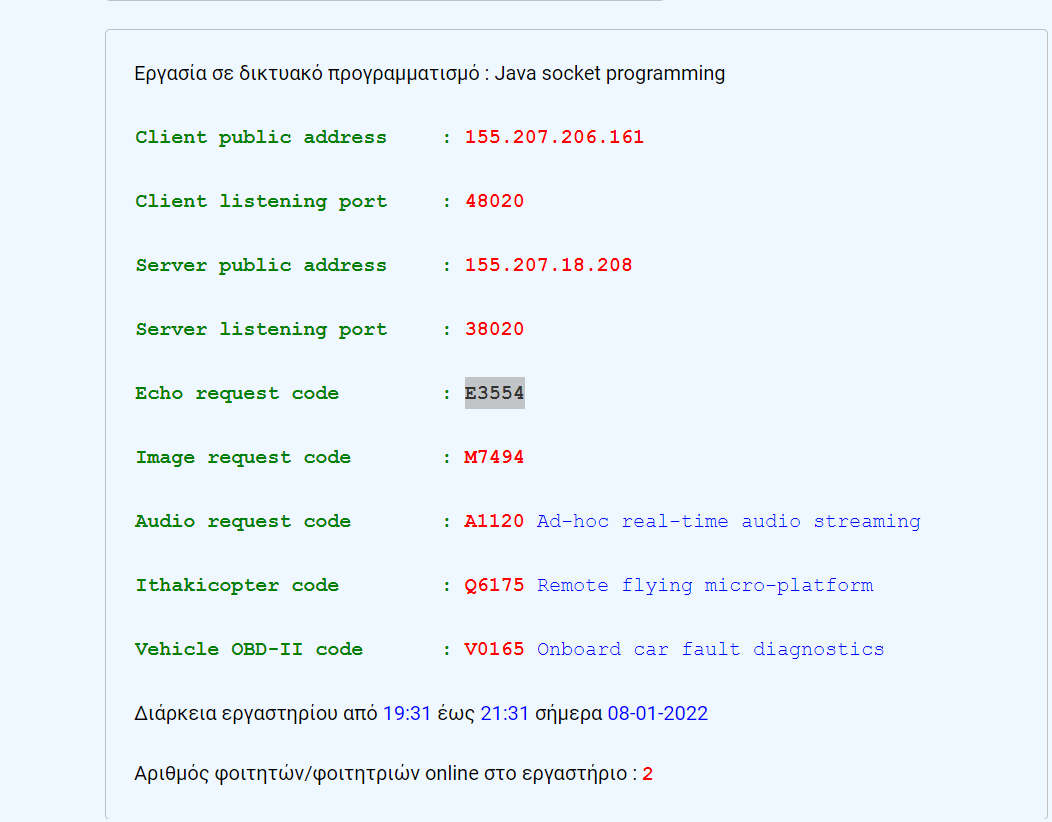 Εργασία σε δικτυακό προγραμματισμό : Java socket programming
Client public address : 155.207.206.161
Client listening port : 48020
Server public address : 155.207.18.208
Server listening port : 38020
Echo request code : E3554
Image request code : M7494
Audio request code : A1120 Ad-hoc real-time audio streaming
Ithakicopter code : Q6175 Remote flying micro-platform
Vehicle OBD-II code : V0165 Onboard car fault diagnostics
Διάρκεια εργαστηρίου από 19:31 έως 21:31 σήμερα 08-01-2022
Αριθμός φοιτητών/φοιτητριών online στο εργαστήριο : 2